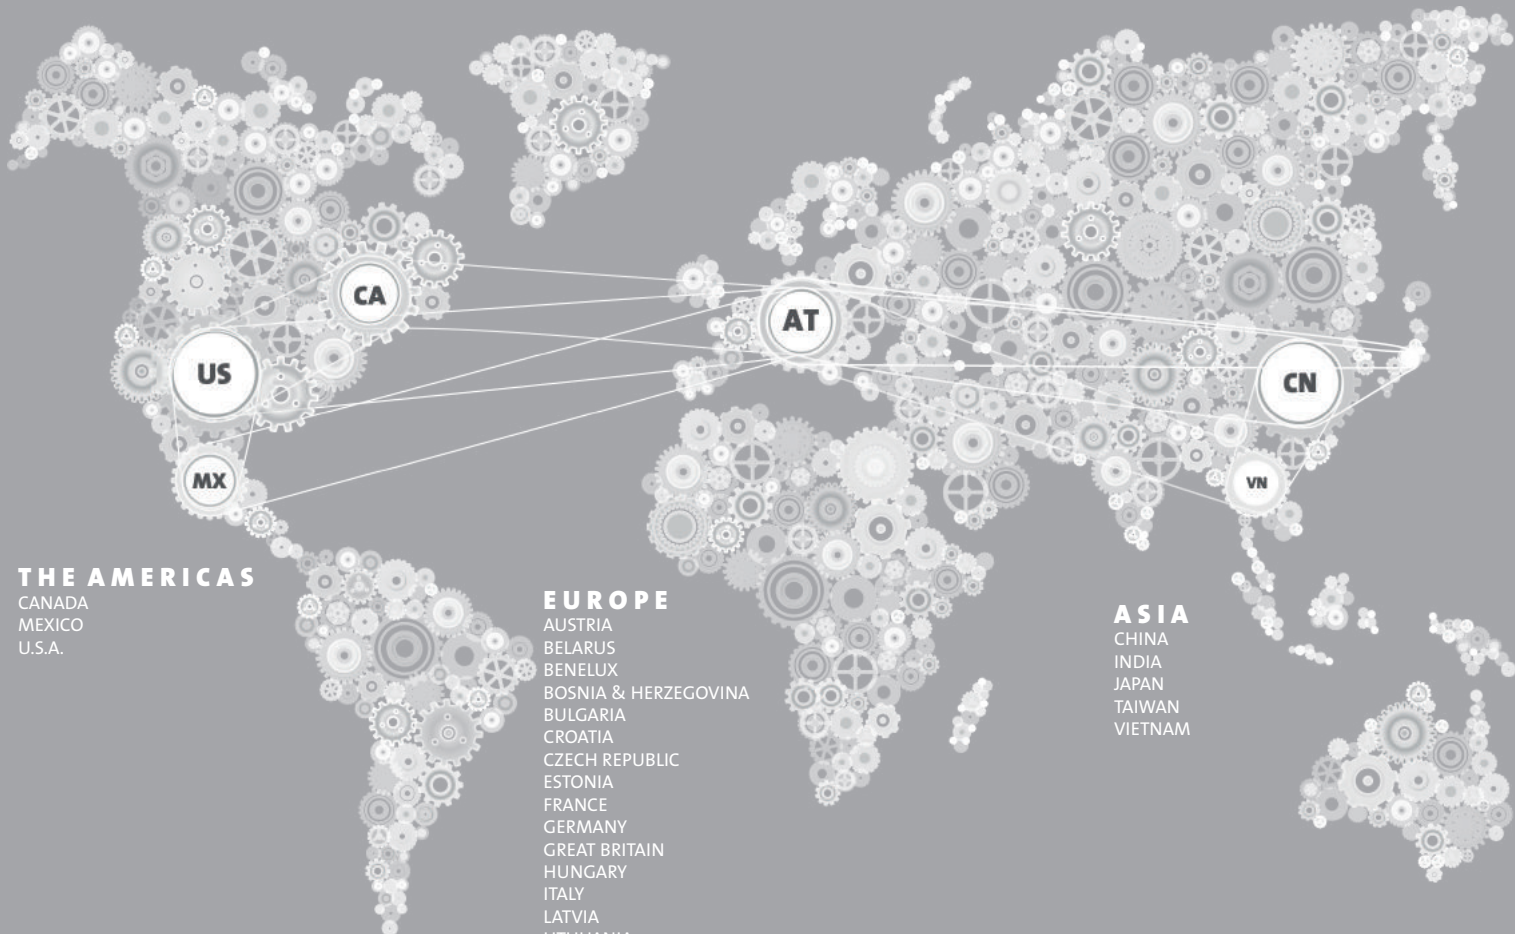 CA
AT
US
CN
MX
VN
THE AMERICAS
CANADA
MEXICO
U.S.A.
EUROPE
AUSTRIA
BELARUS
BENELUX
BOSNIA & HERZEGOVINA
BULGARIA
CROATIA
CZECH REPUBLIC
ESTONIA
FRANCE
GERMANY
GREAT BRITAIN
HUNGARY
ITALY
LATVIA
ASIA
CHINA
INDIA
JAPAN
TAIWAN
VIETNAM